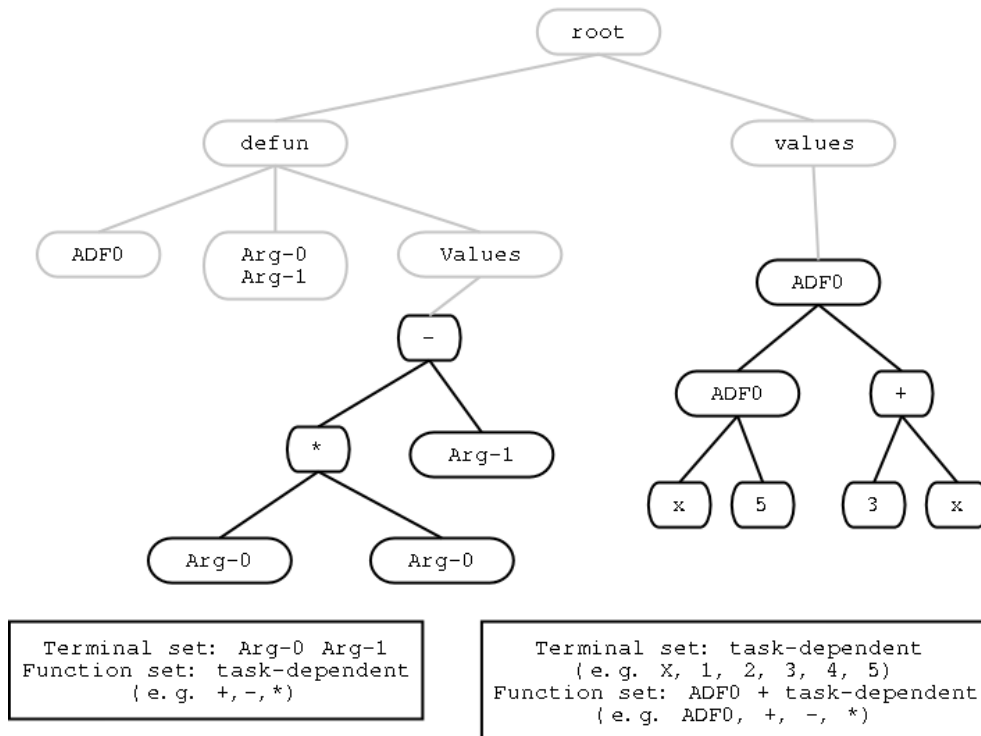 root
defun
values
ADF0
Arg-0
Arg-1
Values
ADF0
-
ADF0
+
*
Arg-1
x
5
3
x
Arg-0
Arg-0
Terminal set: Arg-0 Arg-1
Function set: task-dependent
(e.g. +,-,*)
Terminal set: task-dependent
(e.g. X, 1, 2, 3, 4, 5)
Function set: ADF0 + task-dependent
(e.g. ADF0, +, -, *)